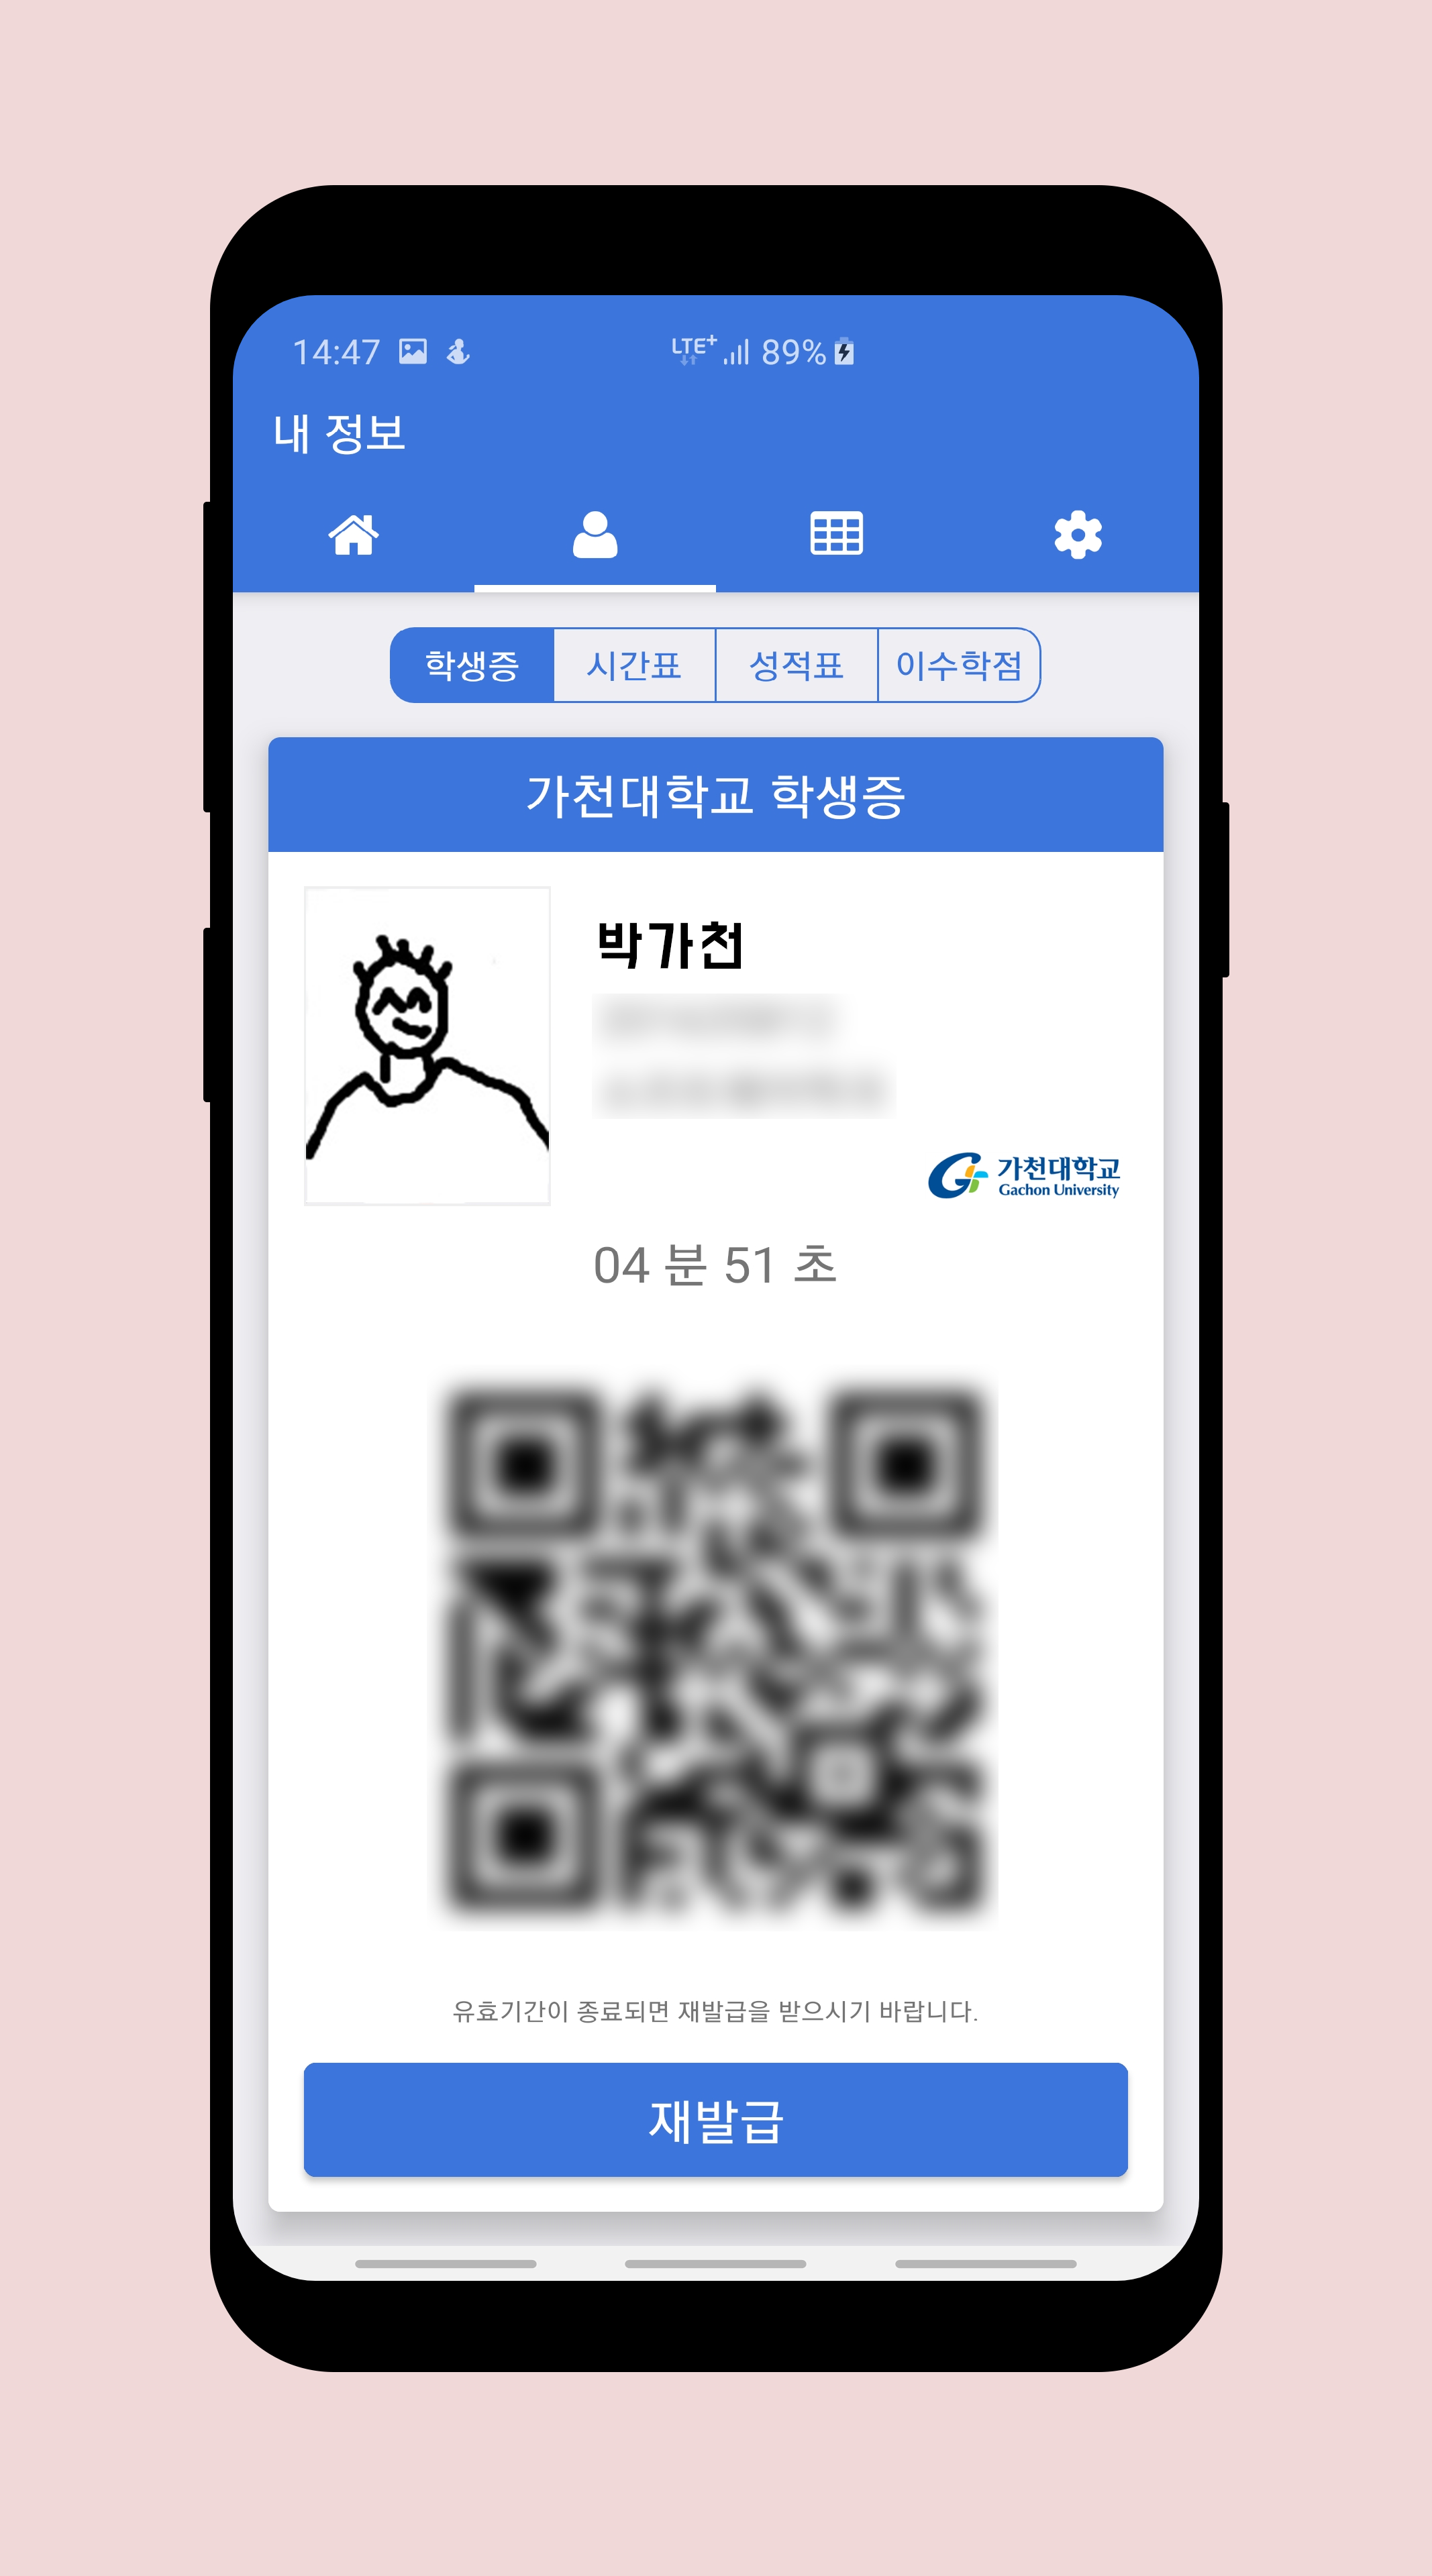 14:47 LTE+ 89%
내 정보
학생증 시간표 성적표 이수학점
가천대학교 학생증
박가천
가천대학교
Gachon University
04 분 51 초
유효기간이 종료되면 재발급을 받으시기 바랍니다.
재발급